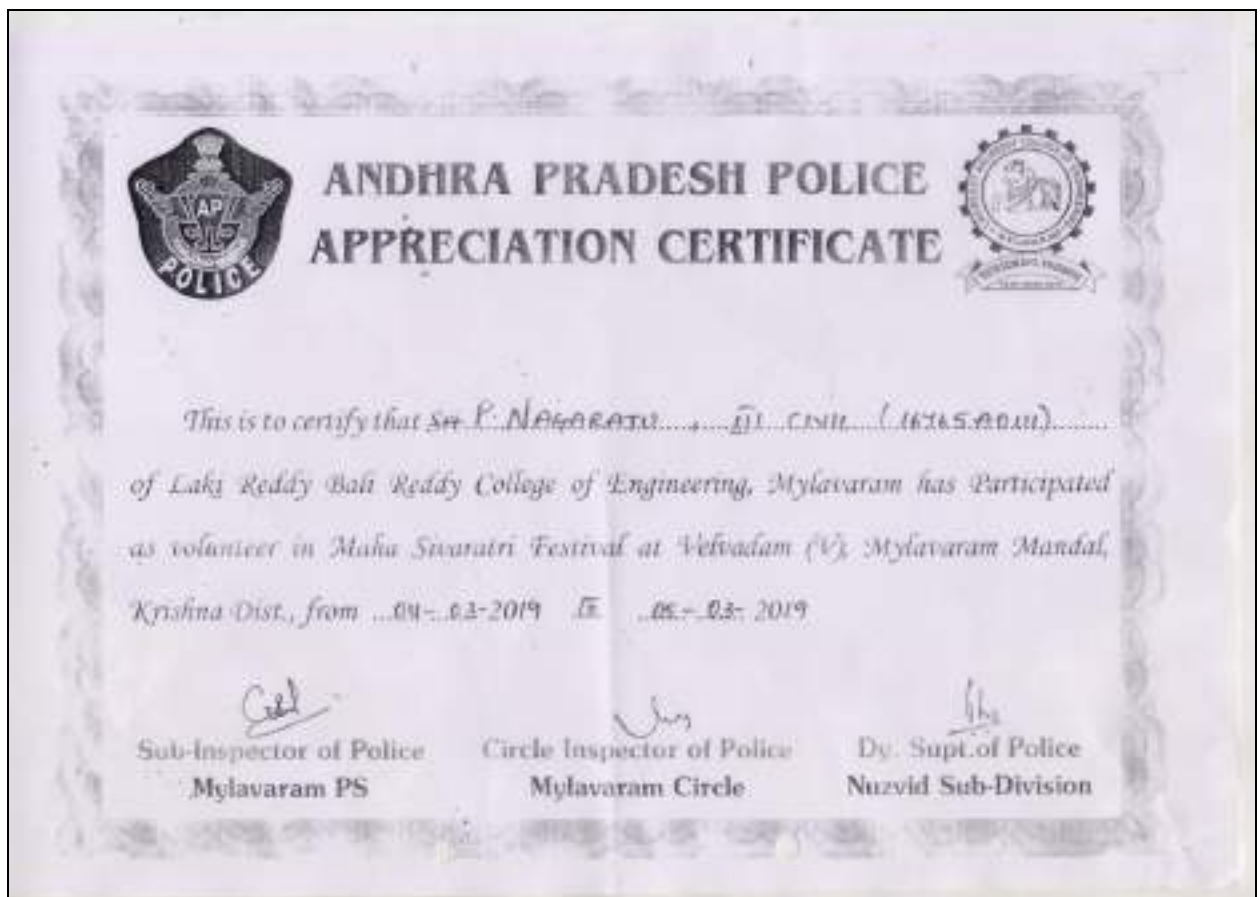 ANDHRA PRADESH POLICE
APPRECIATION CERTIFICATE
AP
POLICE
This is to certify that Sri P. NAGARAJU, III CIVIL
of Laki Reddy Bali Reddy College of Engineering, Mylavaram has Participated
as volunteer in Maha Sivaratri Festival at Velvadam (V), Mylavaram Mandal,
Krishna Dist., from 04-03-2019 to 05-03-2019
Sub-Inspector of Police Circle Inspector of Police Dy. Supt.of Police
Mylavaram PS Mylavaram Circle Nuzvid Sub-Division